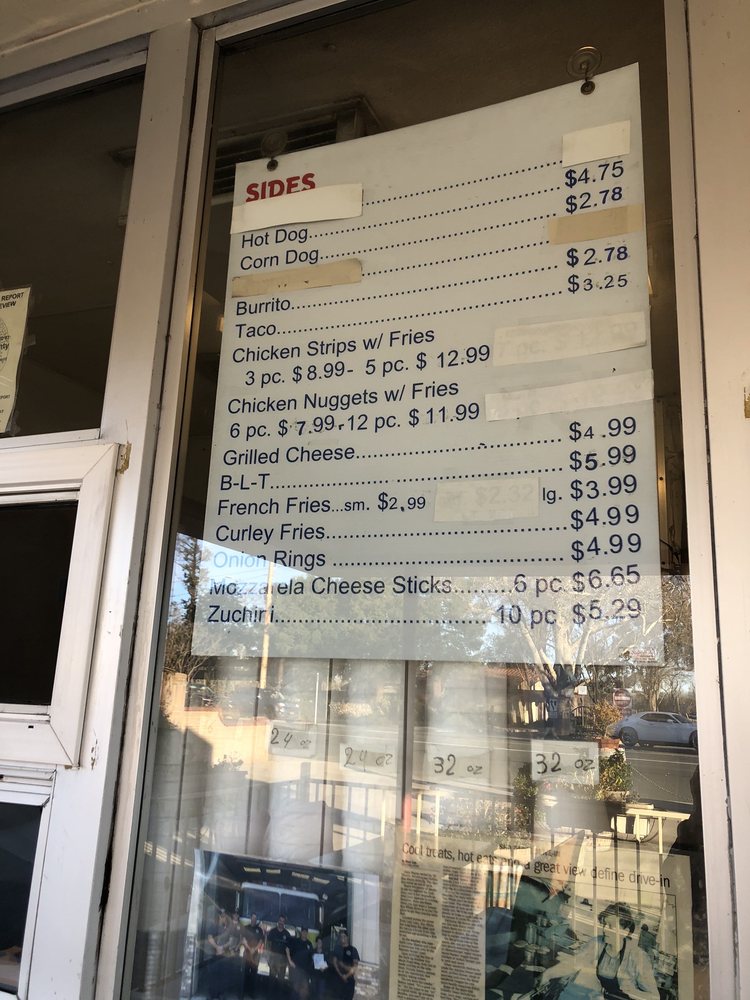 REPORT
SIDES
Hot Dog........................$4.75
Corn Dog........................$2.78
Burrito........................$2.78
Taco........................$3.25
Chicken Strips w/ Fries
3 pc. $8.99- 5 pc. $ 12.99
Chicken Nuggets w/ Fries
6 pc. $ 7.99-12 pc. $ 11.99
Grilled Cheese........................$4.99
B-L-T........................$5.99
French Fries...sm. $2.99 lg. $3.99
Curley Fries........................$4.99
Onion Rings........................$4.99
Mozzarela Cheese Sticks.........6 pc. $6.65
Zuchini........................10 pc. $5.29
24 oz
24 oz
32 oz
32 oz
Cool treats, hot eats and a great view define drive-in